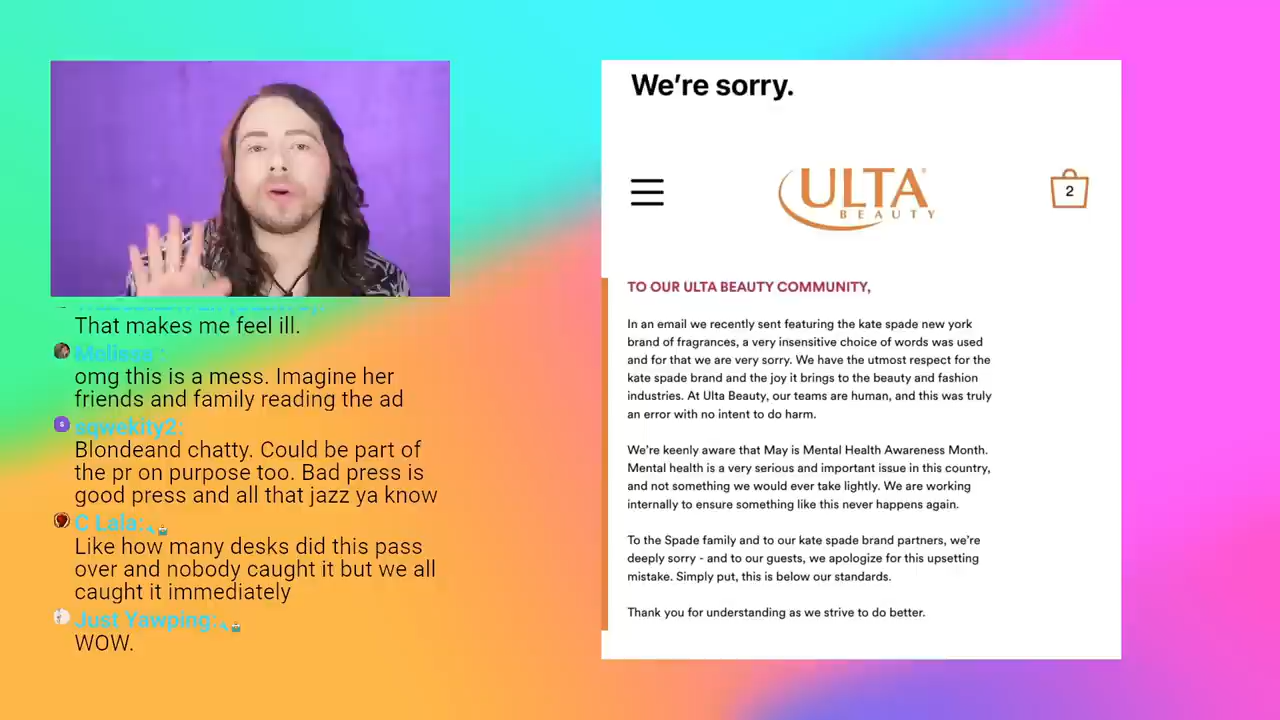 That makes me feel ill.
Melissa:
omg this is a mess. Imagine her
friends and family reading the ad
sqwekity2:
Blondeand chatty. Could be part of
the pr on purpose too. Bad press is
good press and all that jazz ya know
C Lala:
Like how many desks did this pass
over and nobody caught it but we all
caught it immediately
Just Yawping:
WOW.
We're sorry.
ULTA
BEAUTY
2
TO OUR ULTA BEAUTY COMMUNITY,
In an email we recently sent featuring the kate spade new york
brand of fragrances, a very insensitive choice of words was used
and for that we are very sorry. We have the utmost respect for the
kate spade brand and the joy it brings to the beauty and fashion
industries. At Ulta Beauty, our teams are human, and this was truly
an error with no intent to do harm.
We're keenly aware that May is Mental Health Awareness Month.
Mental health is a very serious and important issue in this country,
and not something we would ever take lightly. We are working
internally to ensure something like this never happens again.
To the Spade family and to our kate spade brand partners, we're
deeply sorry - and to our guests, we apologize for this upsetting
mistake. Simply put, this is below our standards.
Thank you for understanding as we strive to do better.